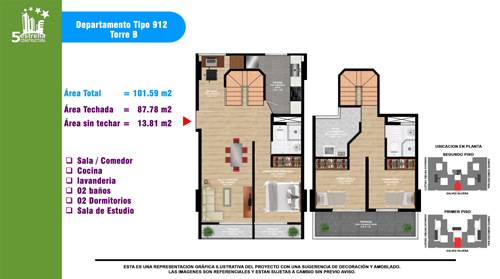 5 estrella
CONSTRUCTORA
Departamento Tipo 912
Torre B
Área Total = 101.59 m2
Área Techada = 87.78 m2
Área sin techar = 13.81 m2
Sala / Comedor
Cocina
lavanderia
02 baños
02 Dormitorios
Sala de Estudio
UBICACION EN PLANTA
SEGUNDO PISO
PRIMER PISO
ESTA ES UNA REPRESENTACION GRÁFICA ILUSTRATIVA DEL PROYECTO CON UNA SUGERENCIA DE DECORACIÓN Y AMOBLADO.
LAS IMAGENES SON REFERENCIALES Y ESTAN SUJETAS A CAMBIO SIN PREVIO AVISO.